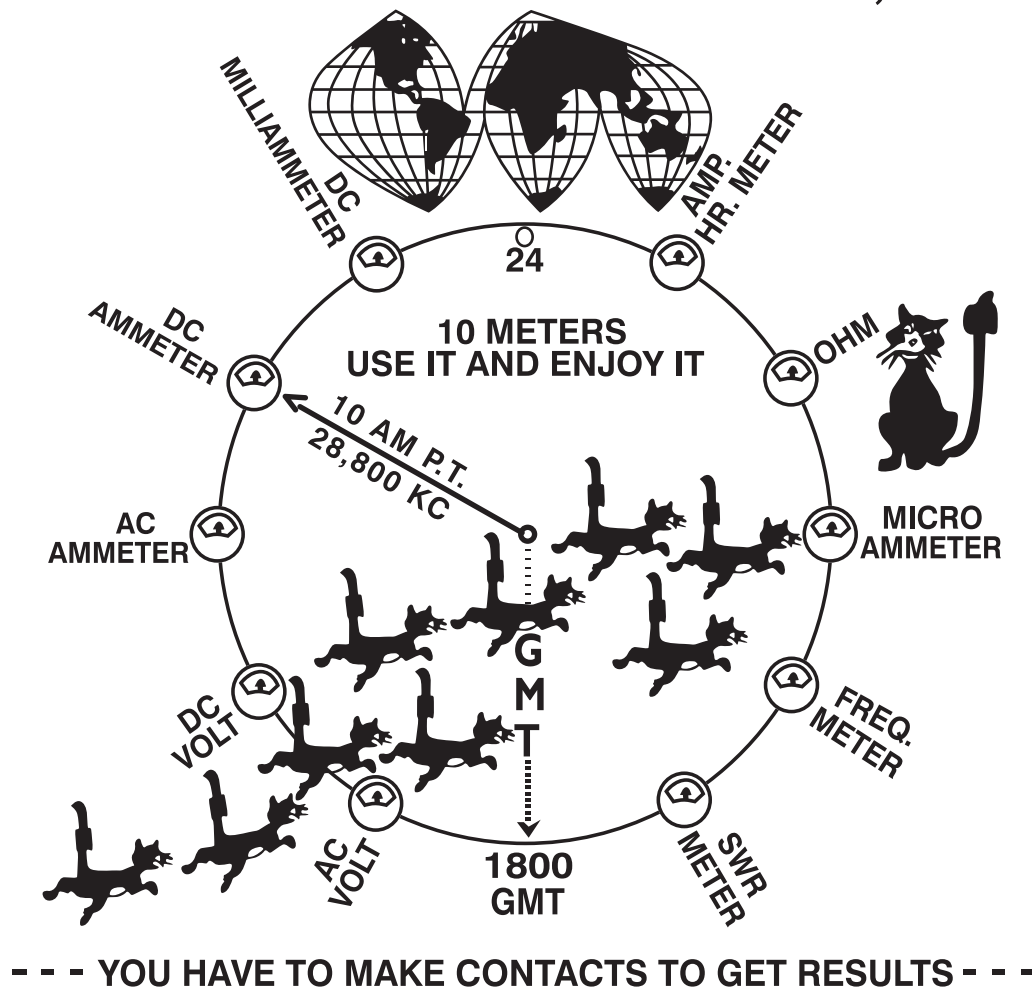 DC
MILLIAMMETER
AMP.
HR. METER
24
DC
AMMETER
10 METERS
USE IT AND ENJOY IT
OHM
10 AM P.T.
28,800 KC
AC
AMMETER
MICRO
AMMETER
G
M
T
DC
VOLT
FREQ.
METER
AC
VOLT
1800
GMT
SWR
METER
--- YOU HAVE TO MAKE CONTACTS TO GET RESULTS ---